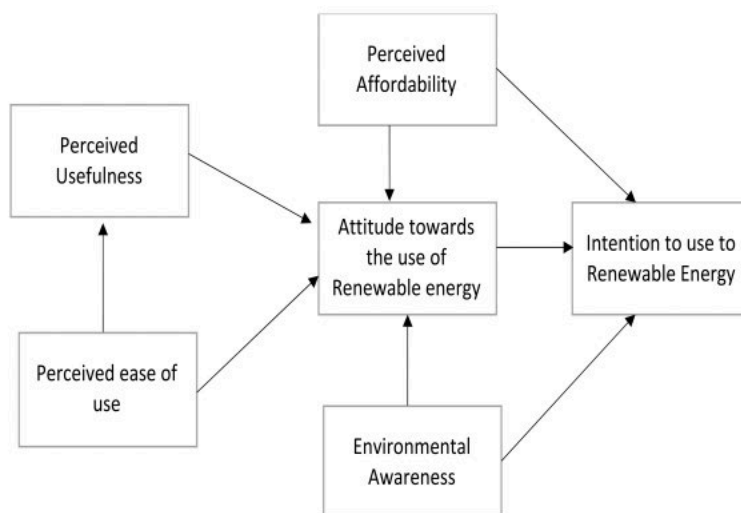 Perceived
Affordability
Perceived
Usefulness
Attitude towards
the use of
Renewable energy
Intention to use to
Renewable Energy
Perceived ease of
use
Environmental
Awareness